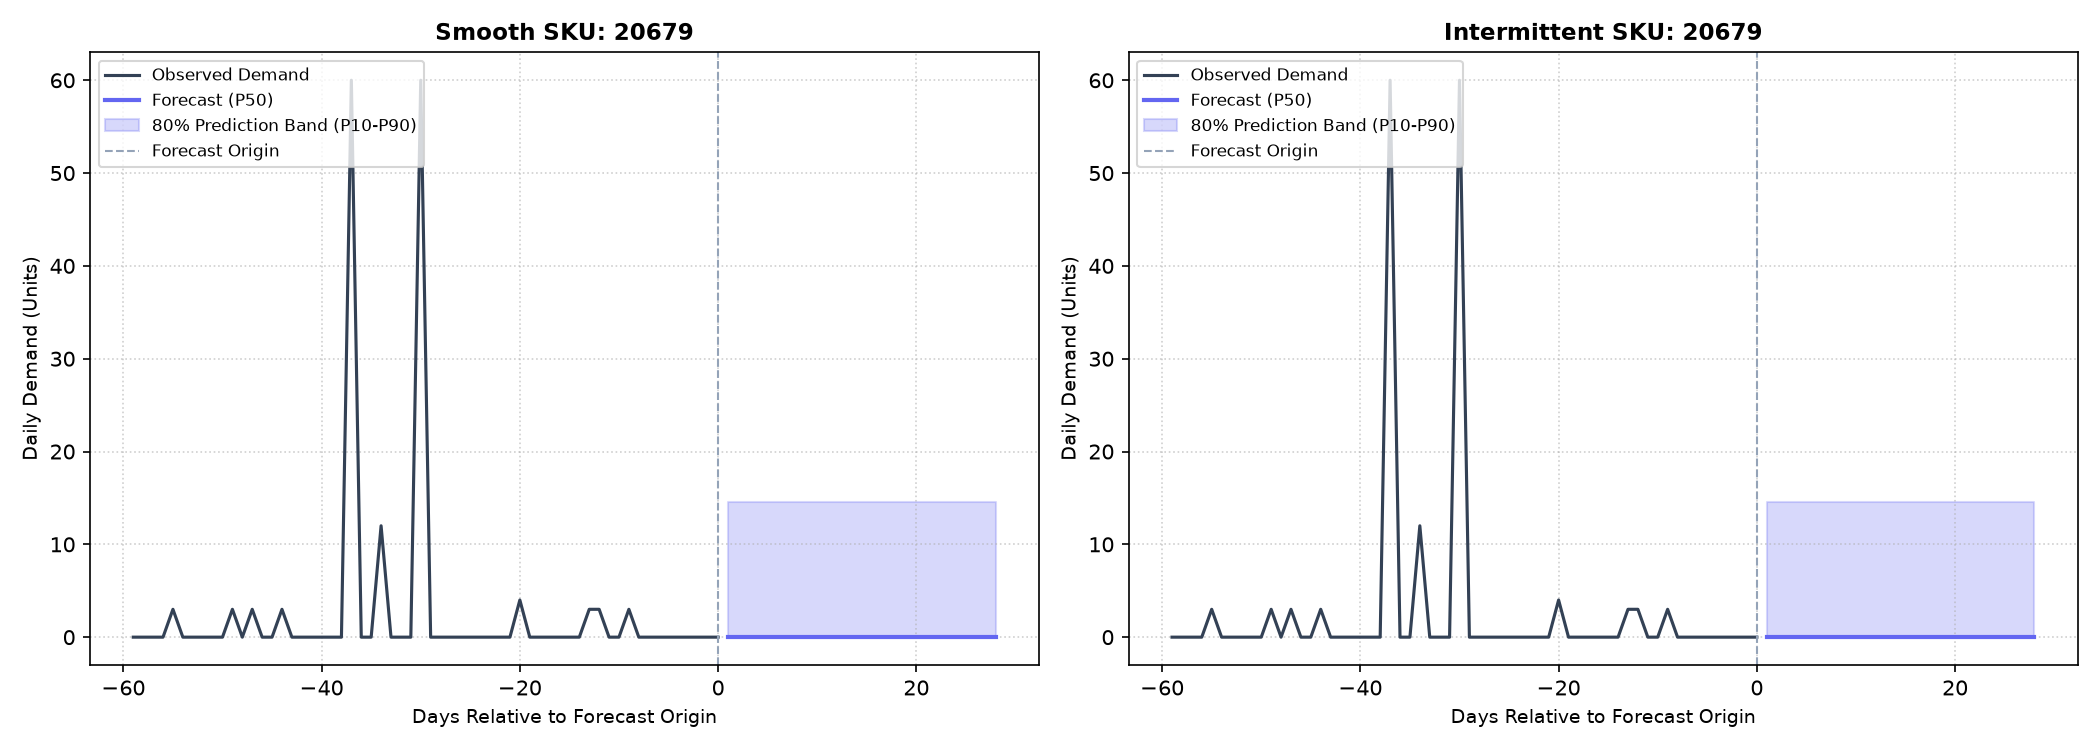 Smooth SKU: 20679
Observed Demand
Forecast (P50)
80% Prediction Band (P10-P90)
Forecast Origin
Daily Demand (Units)
60
50
40
30
20
10
0
−60
−40
−20
0
20
Days Relative to Forecast Origin
Intermittent SKU: 20679
Observed Demand
Forecast (P50)
80% Prediction Band (P10-P90)
Forecast Origin
Daily Demand (Units)
60
50
40
30
20
10
0
−60
−40
−20
0
20
Days Relative to Forecast Origin